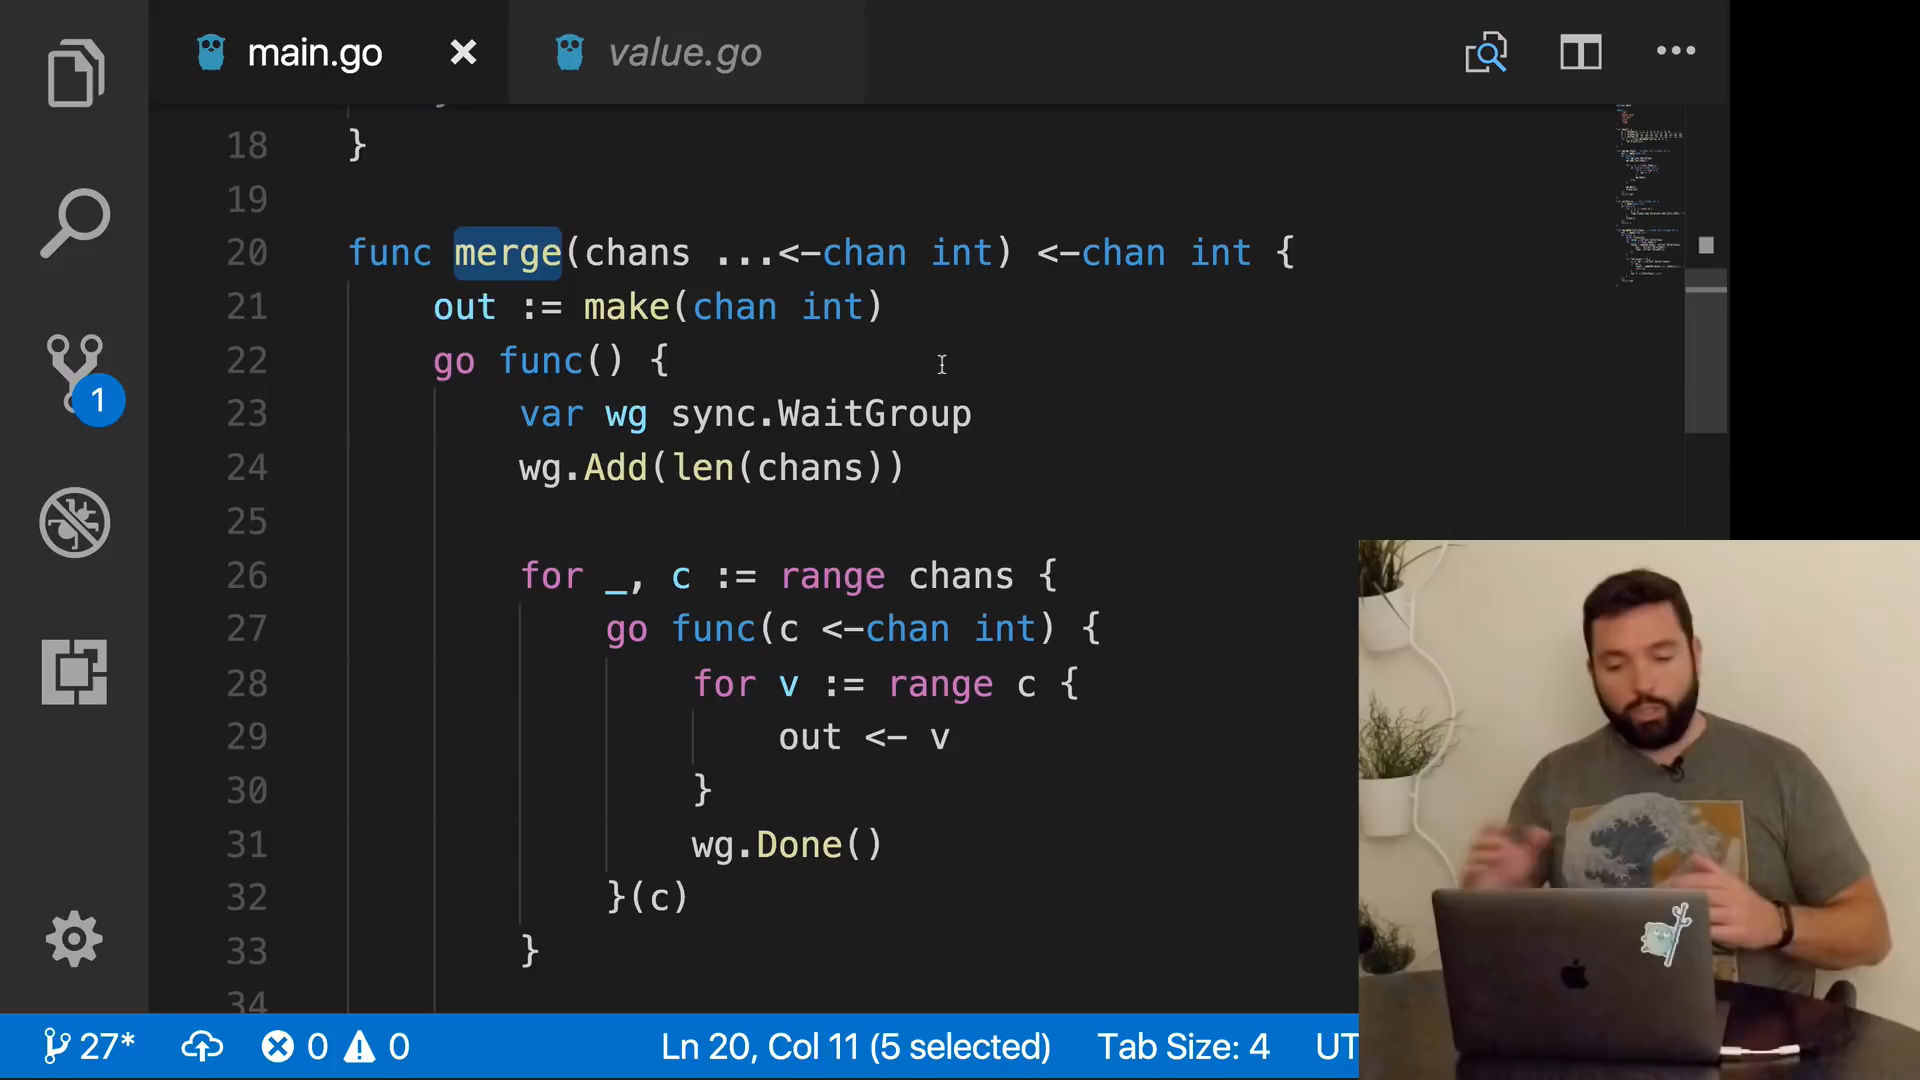 main.go
value.go
18 }
19
20 func merge(chans ...<-chan int) <-chan int {
21 out := make(chan int)
22 go func() {
23 var wg sync.WaitGroup
24 wg.Add(len(chans))
25
26 for _, c := range chans {
27 go func(c <-chan int) {
28 for v := range c {
29 out <- v
30 }
31 wg.Done()
32 }(c)
33 }
34
1
27* 0 0 Ln 20, Col 11 (5 selected) Tab Size: 4 UT